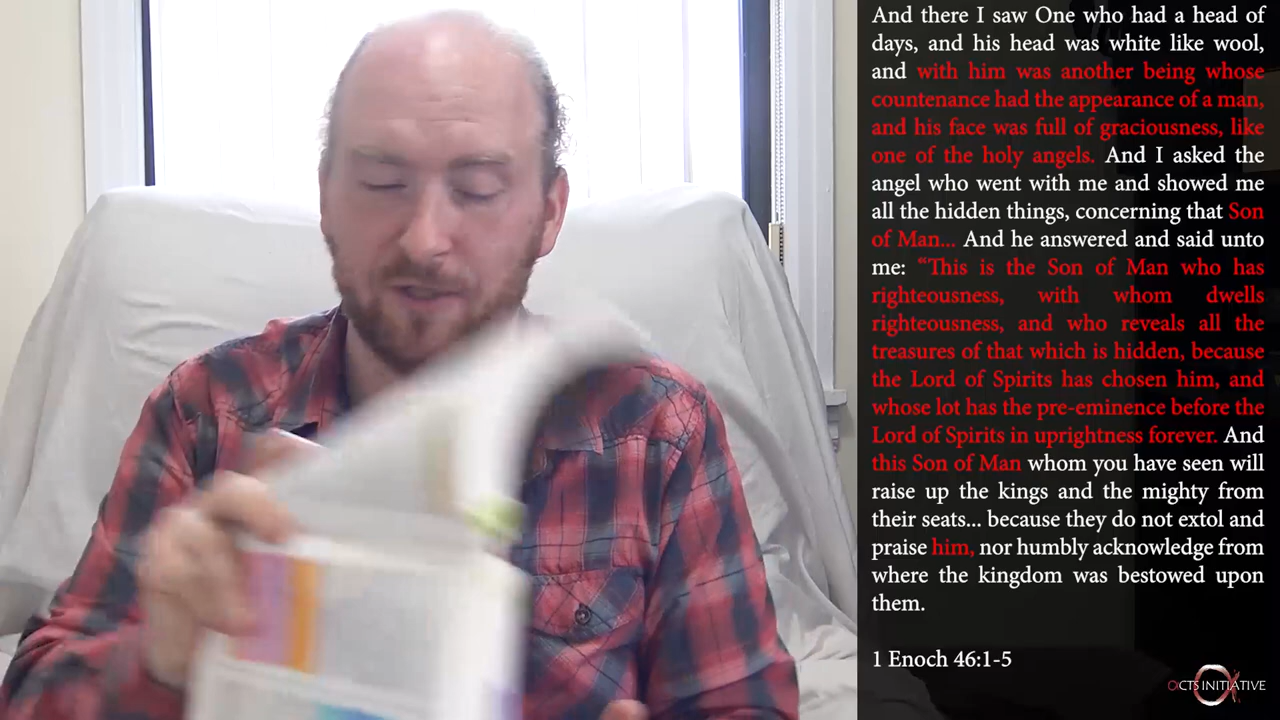 And there I saw One who had a head of
days, and his head was white like wool,
and with him was another being whose
countenance had the appearance of a man,
and his face was full of graciousness, like
one of the holy angels. And I asked the
angel who went with me and showed me
all the hidden things, concerning that Son
of Man... And he answered and said unto
me: “This is the Son of Man who has
righteousness, with whom dwells
righteousness, and who reveals all the
treasures of that which is hidden, because
the Lord of Spirits has chosen him, and
whose lot has the pre-eminence before the
Lord of Spirits in uprightness forever. And
this Son of Man whom you have seen will
raise up the kings and the mighty from
their seats... because they do not extol and
praise him, nor humbly acknowledge from
where the kingdom was bestowed upon
them.
1 Enoch 46:1-5
INITIATIVE